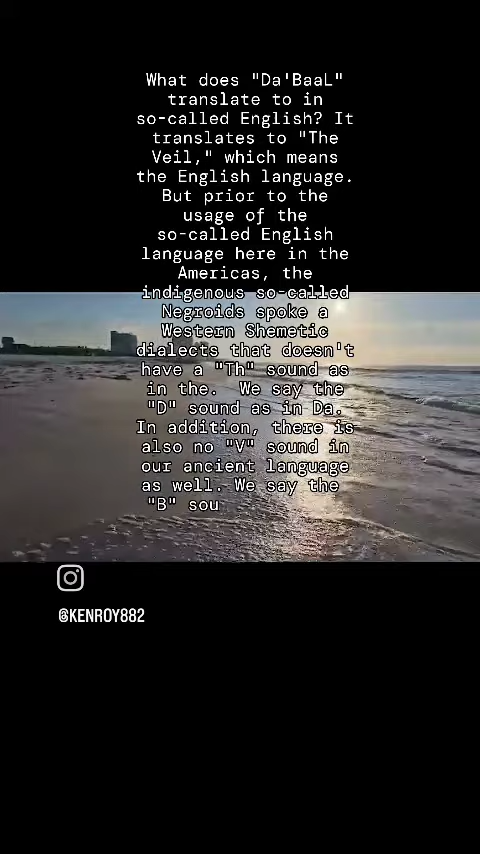 What does "Da'BaaL"
translate to in
so-called English? It
translates to "The
Veil," which means
the English language.
But prior to the
usage of the
so-called English
language here in the
Americas, the
indigenous so-called
Negroids spoke a
Western Shemetic
dialects that doesn't
have a "Th" sound as
in the. We say the
"D" sound as in Da.
In addition, there is
also no "V" sound in
our ancient language
as well. We say the
"B" sou
@KENROY882